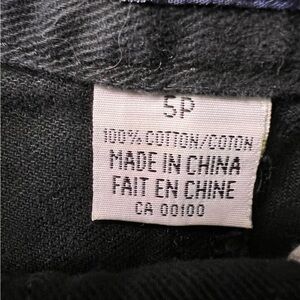 5P
100% COTTON/COTON
MADE IN CHINA
FAIT EN CHINE
CA 00100